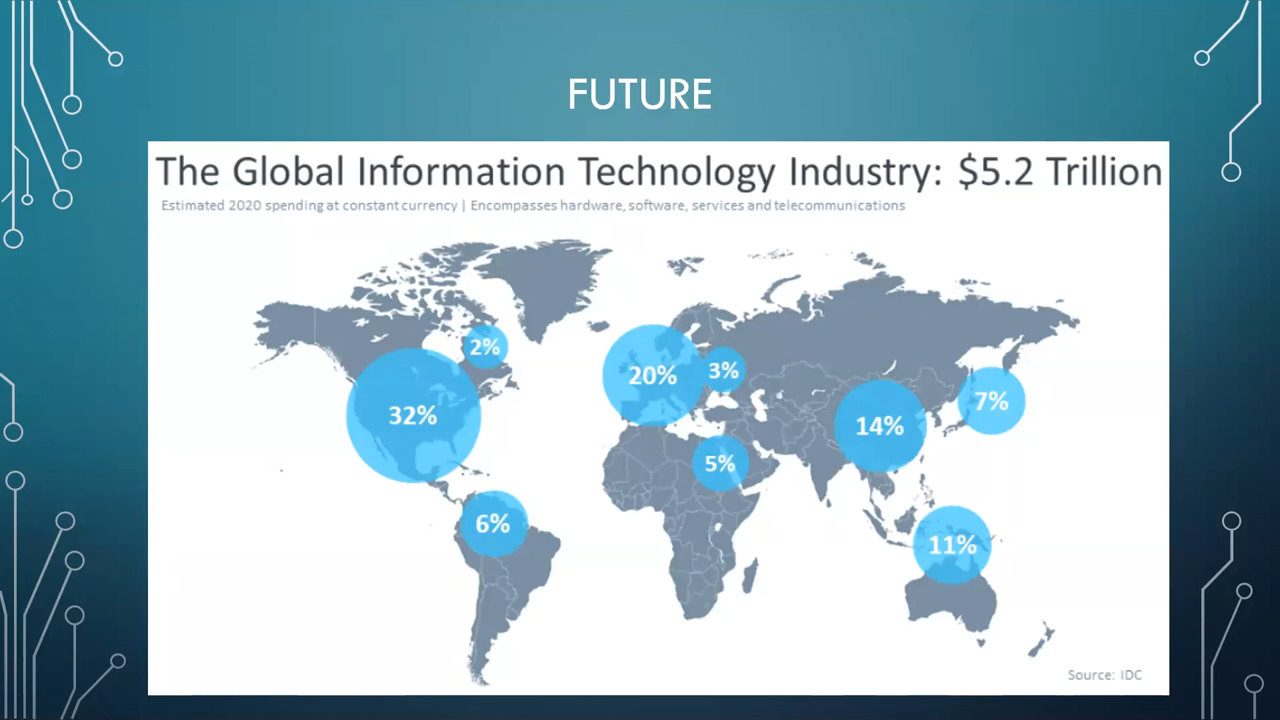 FUTURE
The Global Information Technology Industry: $5.2 Trillion
Estimated 2020 spending at constant currency | Encompasses hardware, software, services and telecommunications
2%
20%
3%
32%
14%
7%
5%
6%
11%
Source: IDC